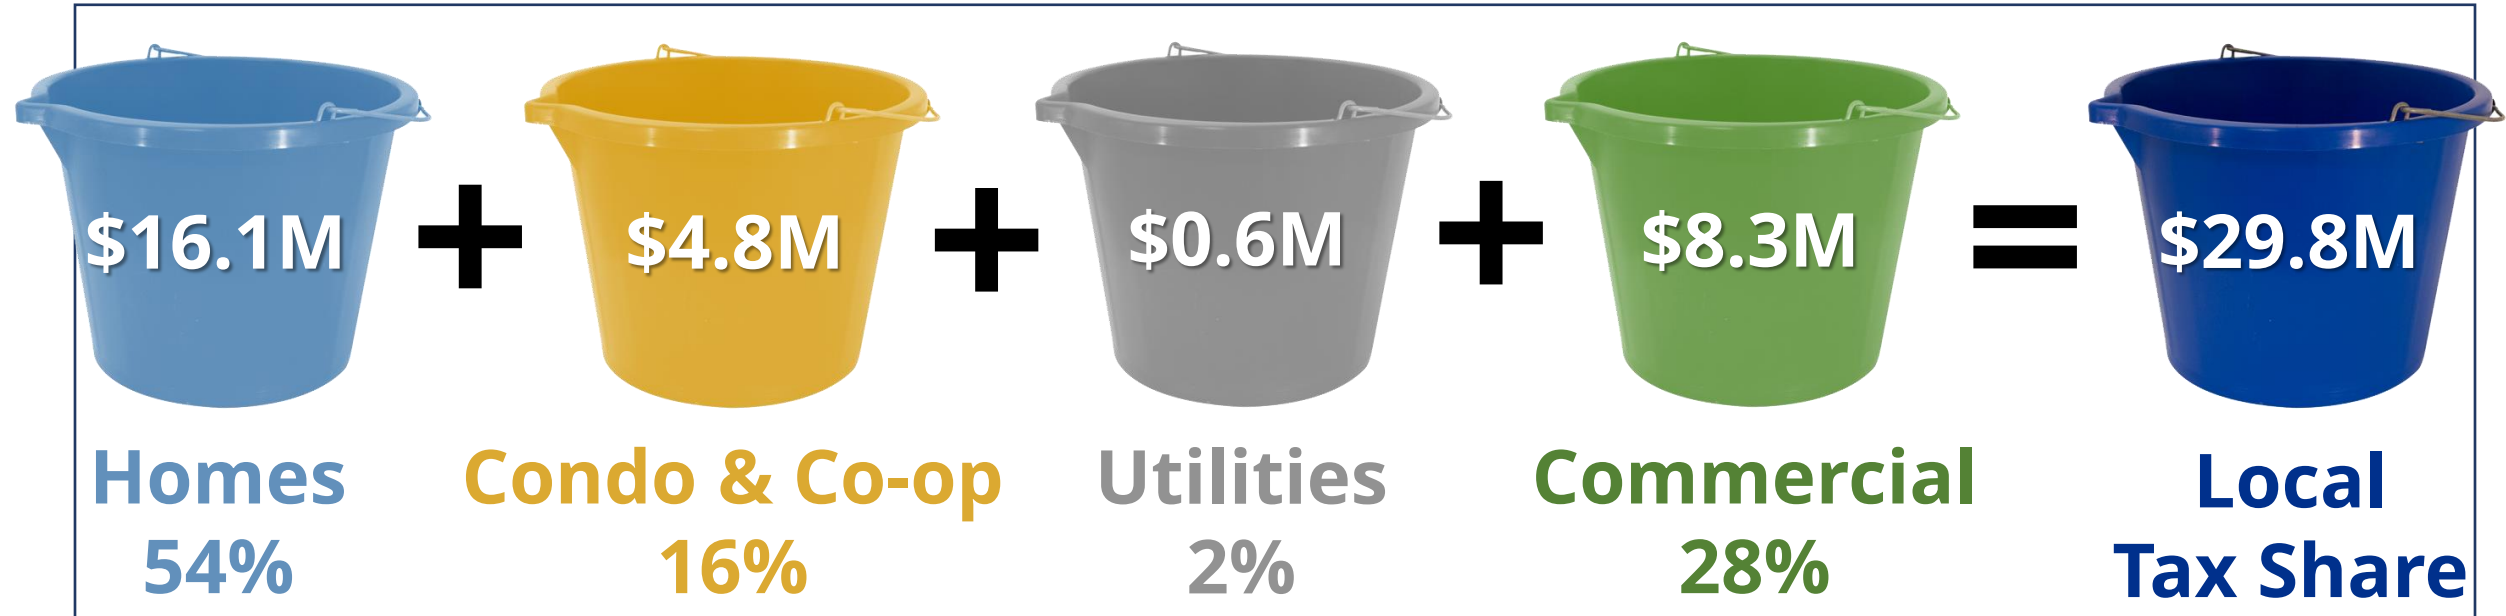 $16.1M + $4.8M + $0.6M + $8.3M = $29.8M
Homes Condo & Co-op Utilities Commercial Local
54% 16% 2% 28% Tax Share